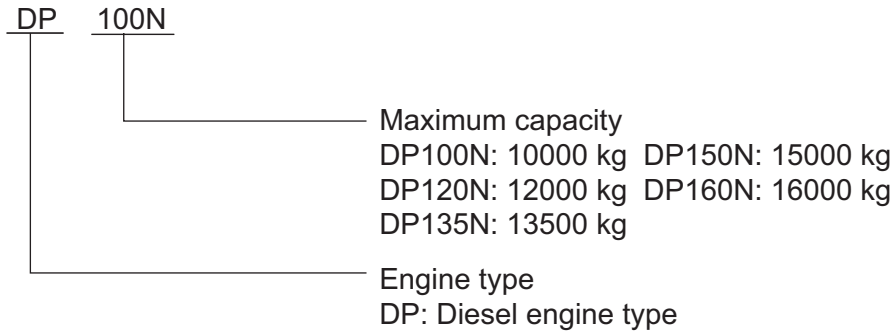 DP 100N
Maximum capacity
DP100N: 10000 kg DP150N: 15000 kg
DP120N: 12000 kg DP160N: 16000 kg
DP135N: 13500 kg
Engine type
DP: Diesel engine type